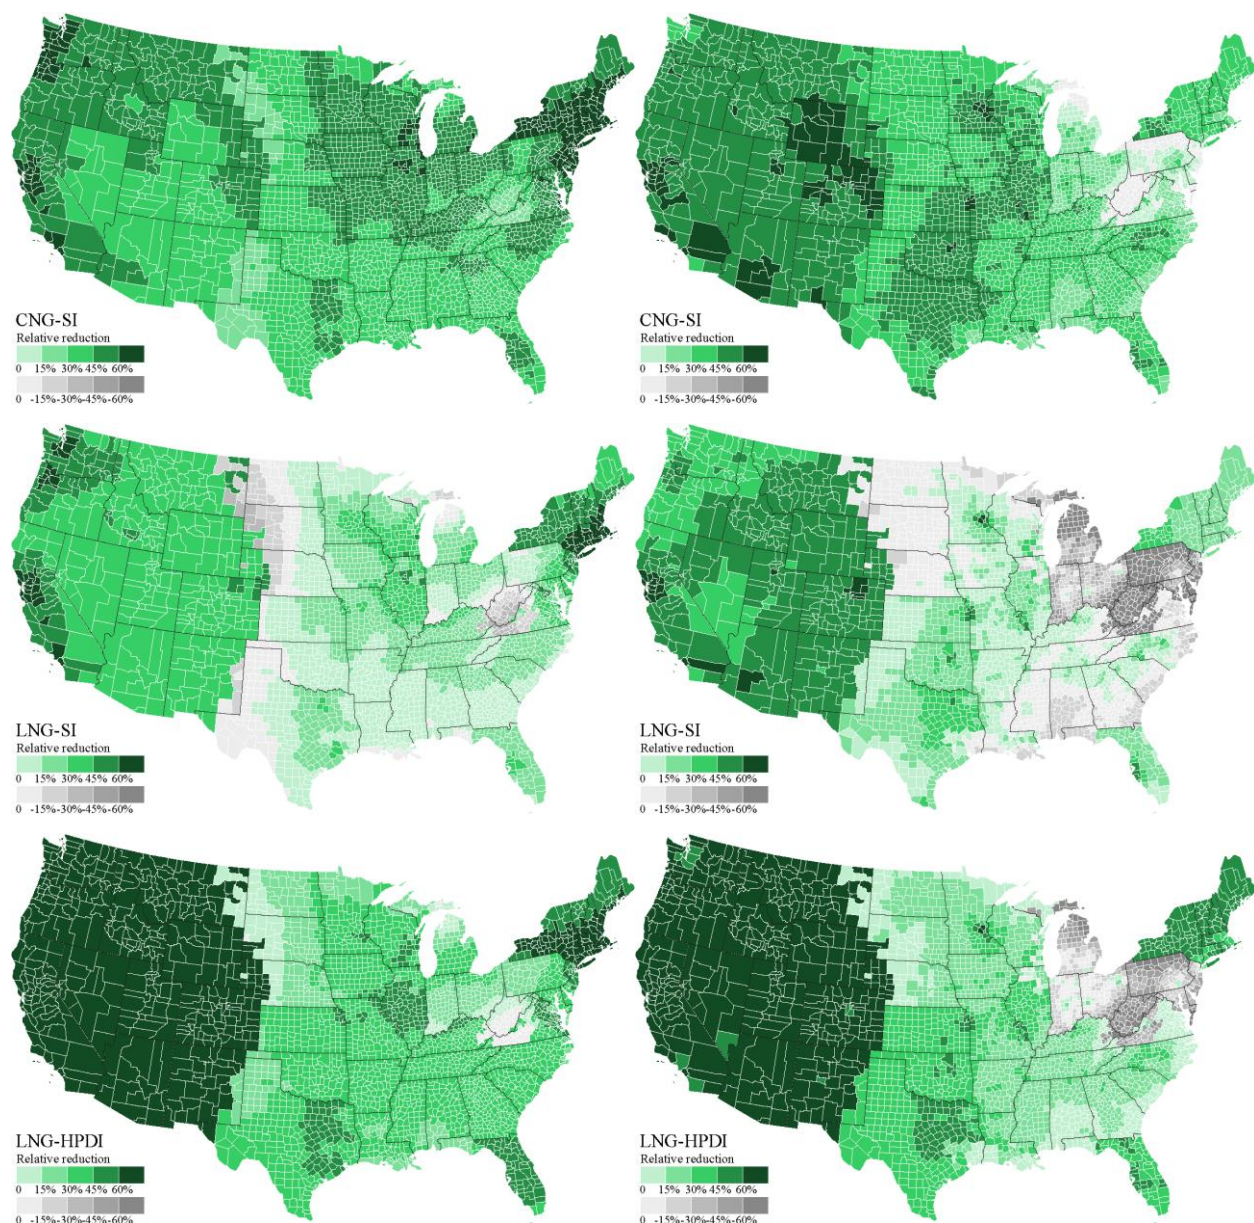 CNG-SI
Relative reduction
0 15% 30% 45% 60%
0 -15%-30%-45%-60%
CNG-SI
Relative reduction
0 15% 30% 45% 60%
0 -15%-30%-45%-60%
LNG-SI
Relative reduction
0 15% 30% 45% 60%
0 -15%-30%-45%-60%
LNG-SI
Relative reduction
0 15% 30% 45% 60%
0 -15%-30%-45%-60%
LNG-HPDI
Relative reduction
0 15% 30% 45% 60%
0 -15%-30%-45%-60%
LNG-HPDI
Relative reduction
0 15% 30% 45% 60%
0 -15%-30%-45%-60%